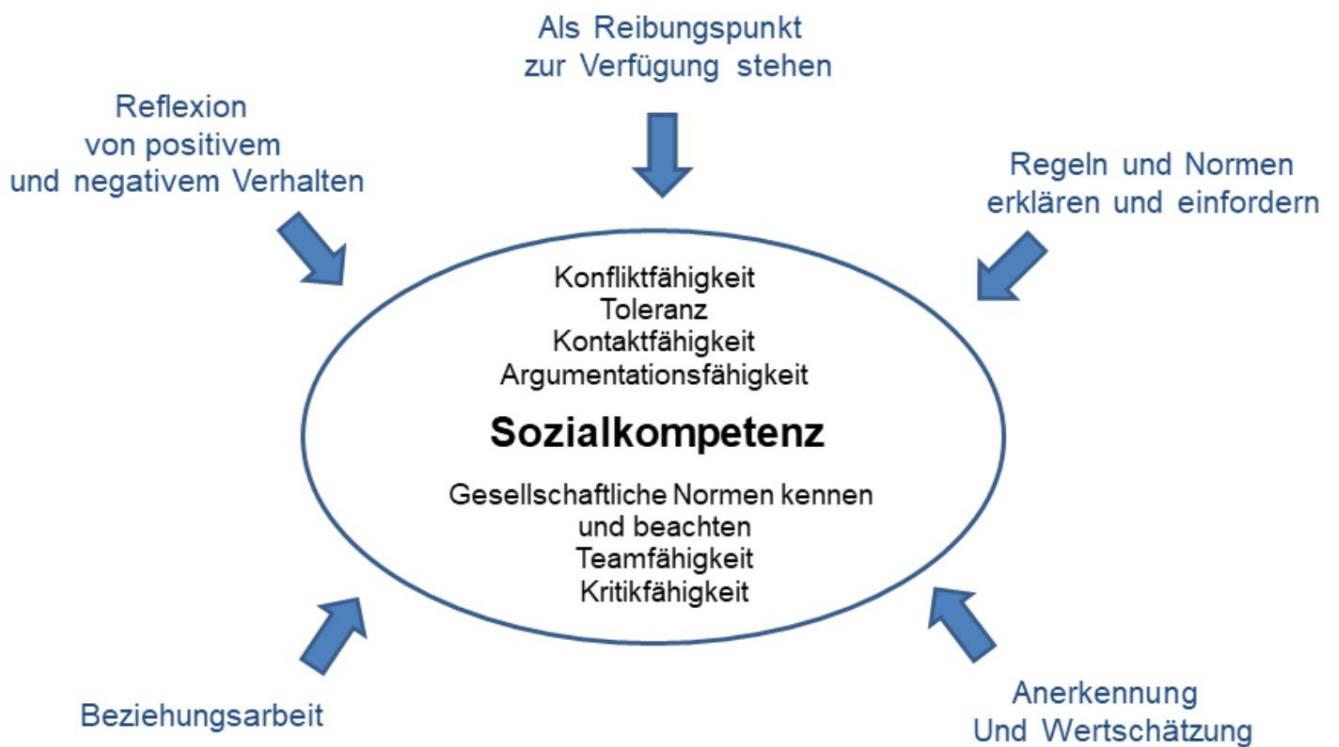 Als Reibungspunkt
zur Verfügung stehen
Reflexion
von positivem
und negativem Verhalten
Regeln und Normen
erklären und einfordern
Konfliktfähigkeit
Toleranz
Kontaktfähigkeit
Argumentationsfähigkeit
Sozialkompetenz
Gesellschaftliche Normen kennen
und beachten
Teamfähigkeit
Kritikfähigkeit
Beziehungsarbeit
Anerkennung
Und Wertschätzung